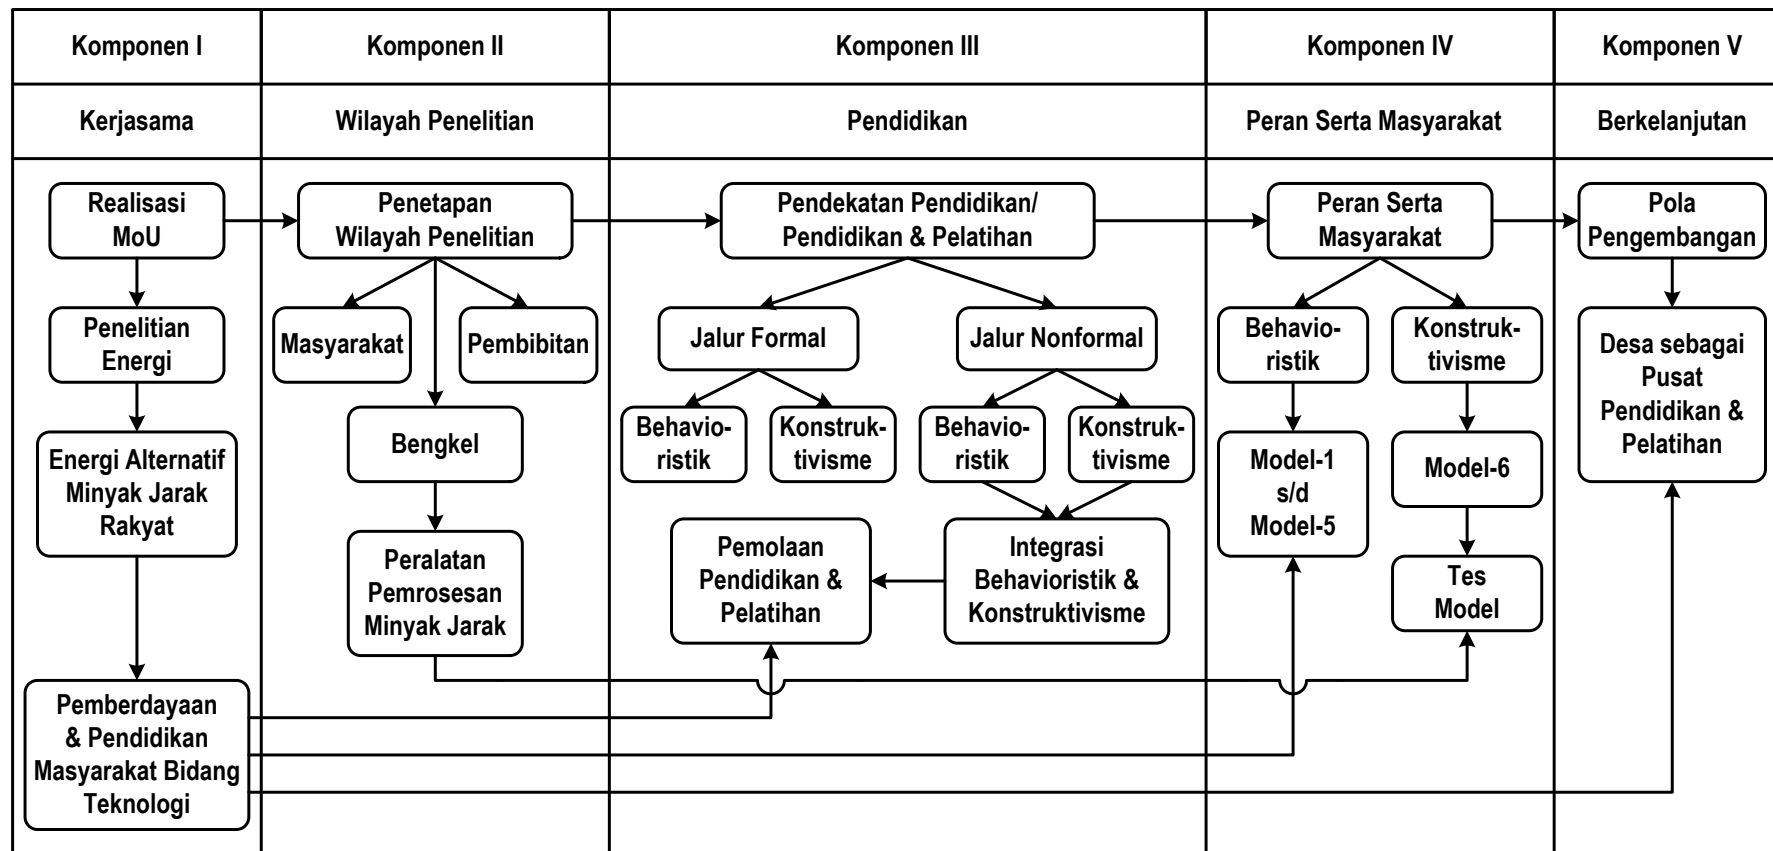 Komponen I
Komponen II
Komponen III
Komponen IV
Komponen V
Kerjasama
Wilayah Penelitian
Pendidikan
Peran Serta Masyarakat
Berkelanjutan
Realisasi
MoU
Penelitian
Energi
Energi Alternatif
Minyak Jarak
Rakyat
Pemberdayaan
& Pendidikan
Masyarakat Bidang
Teknologi
Penetapan
Wilayah Penelitian
Masyarakat
Pembibitan
Bengkel
Peralatan
Pemrosesan
Minyak Jarak
Pendekatan Pendidikan/
Pendidikan & Pelatihan
Jalur Formal
Jalur Nonformal
Behavio-
ristik
Konstruk-
tivisme
Behavio-
ristik
Konstruk-
tivisme
Pemolaan
Pendidikan &
Pelatihan
Integrasi
Behavioristik &
Konstruktivisme
Peran Serta
Masyarakat
Behavio-
ristik
Konstruk-
tivisme
Model-1
s/d
Model-5
Model-6
Tes
Model
Pola
Pengembangan
Desa sebagai
Pusat
Pendidikan &
Pelatihan